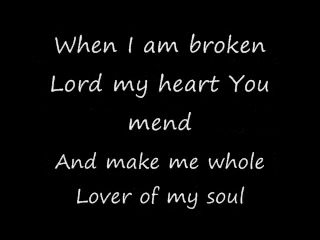 When I am broken
Lord my heart You
mend
And make me whole
Lover of my soul